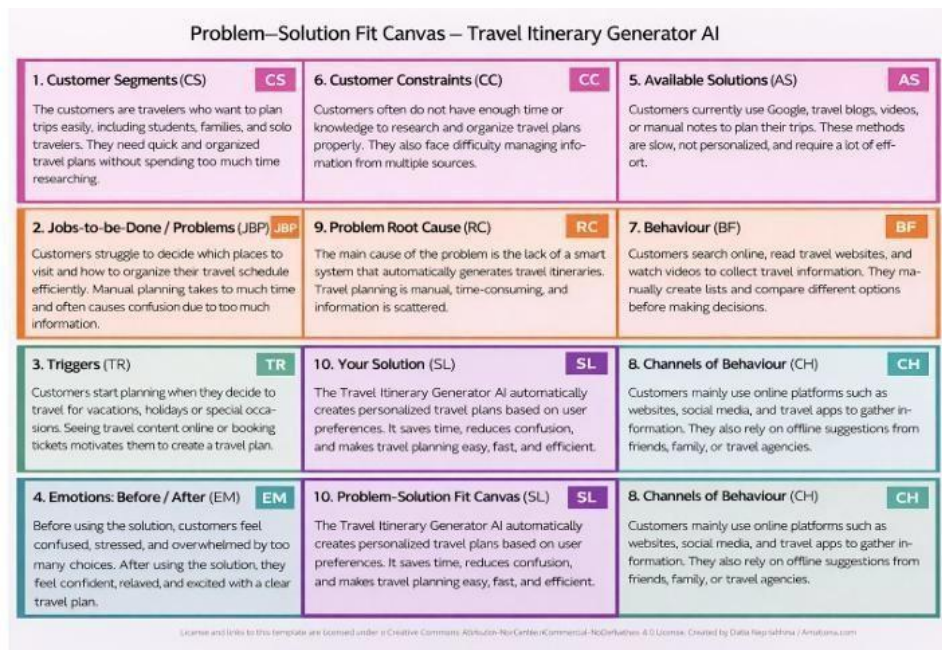 Problem–Solution Fit Canvas – Travel Itinerary Generator AI
1. Customer Segments (CS) CS
The customers are travelers who want to plan
trips easily, including students, families, and solo
travelers. They need quick and organized
travel plans without spending too much time
researching.
6. Customer Constraints (CC) CC
Customers often do not have enough time or
knowledge to research and organize travel plans
properly. They also face difficulty managing info-
mation from multiple sources.
5. Available Solutions (AS) AS
Customers currently use Google, travel blogs, videos,
or manual notes to plan their trips. These methods
are slow, not personalized, and require a lot of eff-
ort.
2. Jobs-to-be-Done / Problems (JBP) JBP
Customers struggle to decide which places to
visit and how to organize their travel schedule
efficiently. Manual planning takes to much time
and often causes confusion due to too much
information.
9. Problem Root Cause (RC) RC
The main cause of the problem is the lack of a smart
system that automatically generates travel itineraries.
Travel planning is manual, time-consuming, and
information is scattered.
7. Behaviour (BF) BF
Customers search online, read travel websites, and
watch videos to collect travel information. They ma-
nually create lists and compare different options
before making decisions.
3. Triggers (TR) TR
Customers start planning when they decide to
travel for vacations, holidays or special occa-
sions. Seeing travel content online or booking
tickets motivates them to create a travel plan.
10. Your Solution (SL) SL
The Travel Itinerary Generator AI automatically
creates personalized travel plans based on user
preferences. It saves time, reduces confusion,
and makes travel planning easy, fast, and efficient.
8. Channels of Behaviour (CH) CH
Customers mainly use online platforms such as
websites, social media, and travel apps to gather in-
formation. They also rely on offline suggestions from
friends, family, or travel agencies.
4. Emotions: Before / After (EM) EM
Before using the solution, customers feel
confused, stressed, and overwhelmed by too
many choices. After using the solution, they
feel confident, relaxed, and excited with a clear
travel plan.
10. Problem-Solution Fit Canvas (SL) SL
The Travel Itinerary Generator AI automatically
creates personalized travel plans based on user
preferences. It saves time, reduces confusion,
and makes travel planning easy, fast, and efficient.
8. Channels of Behaviour (CH) CH
Customers mainly use online platforms such as
websites, social media, and travel apps to gather in-
formation. They also rely on offline suggestions from
friends, family, or travel agencies.
License and links to this template are licensed under a Creative Commons 4.0 License. Created by / Amaltama.com